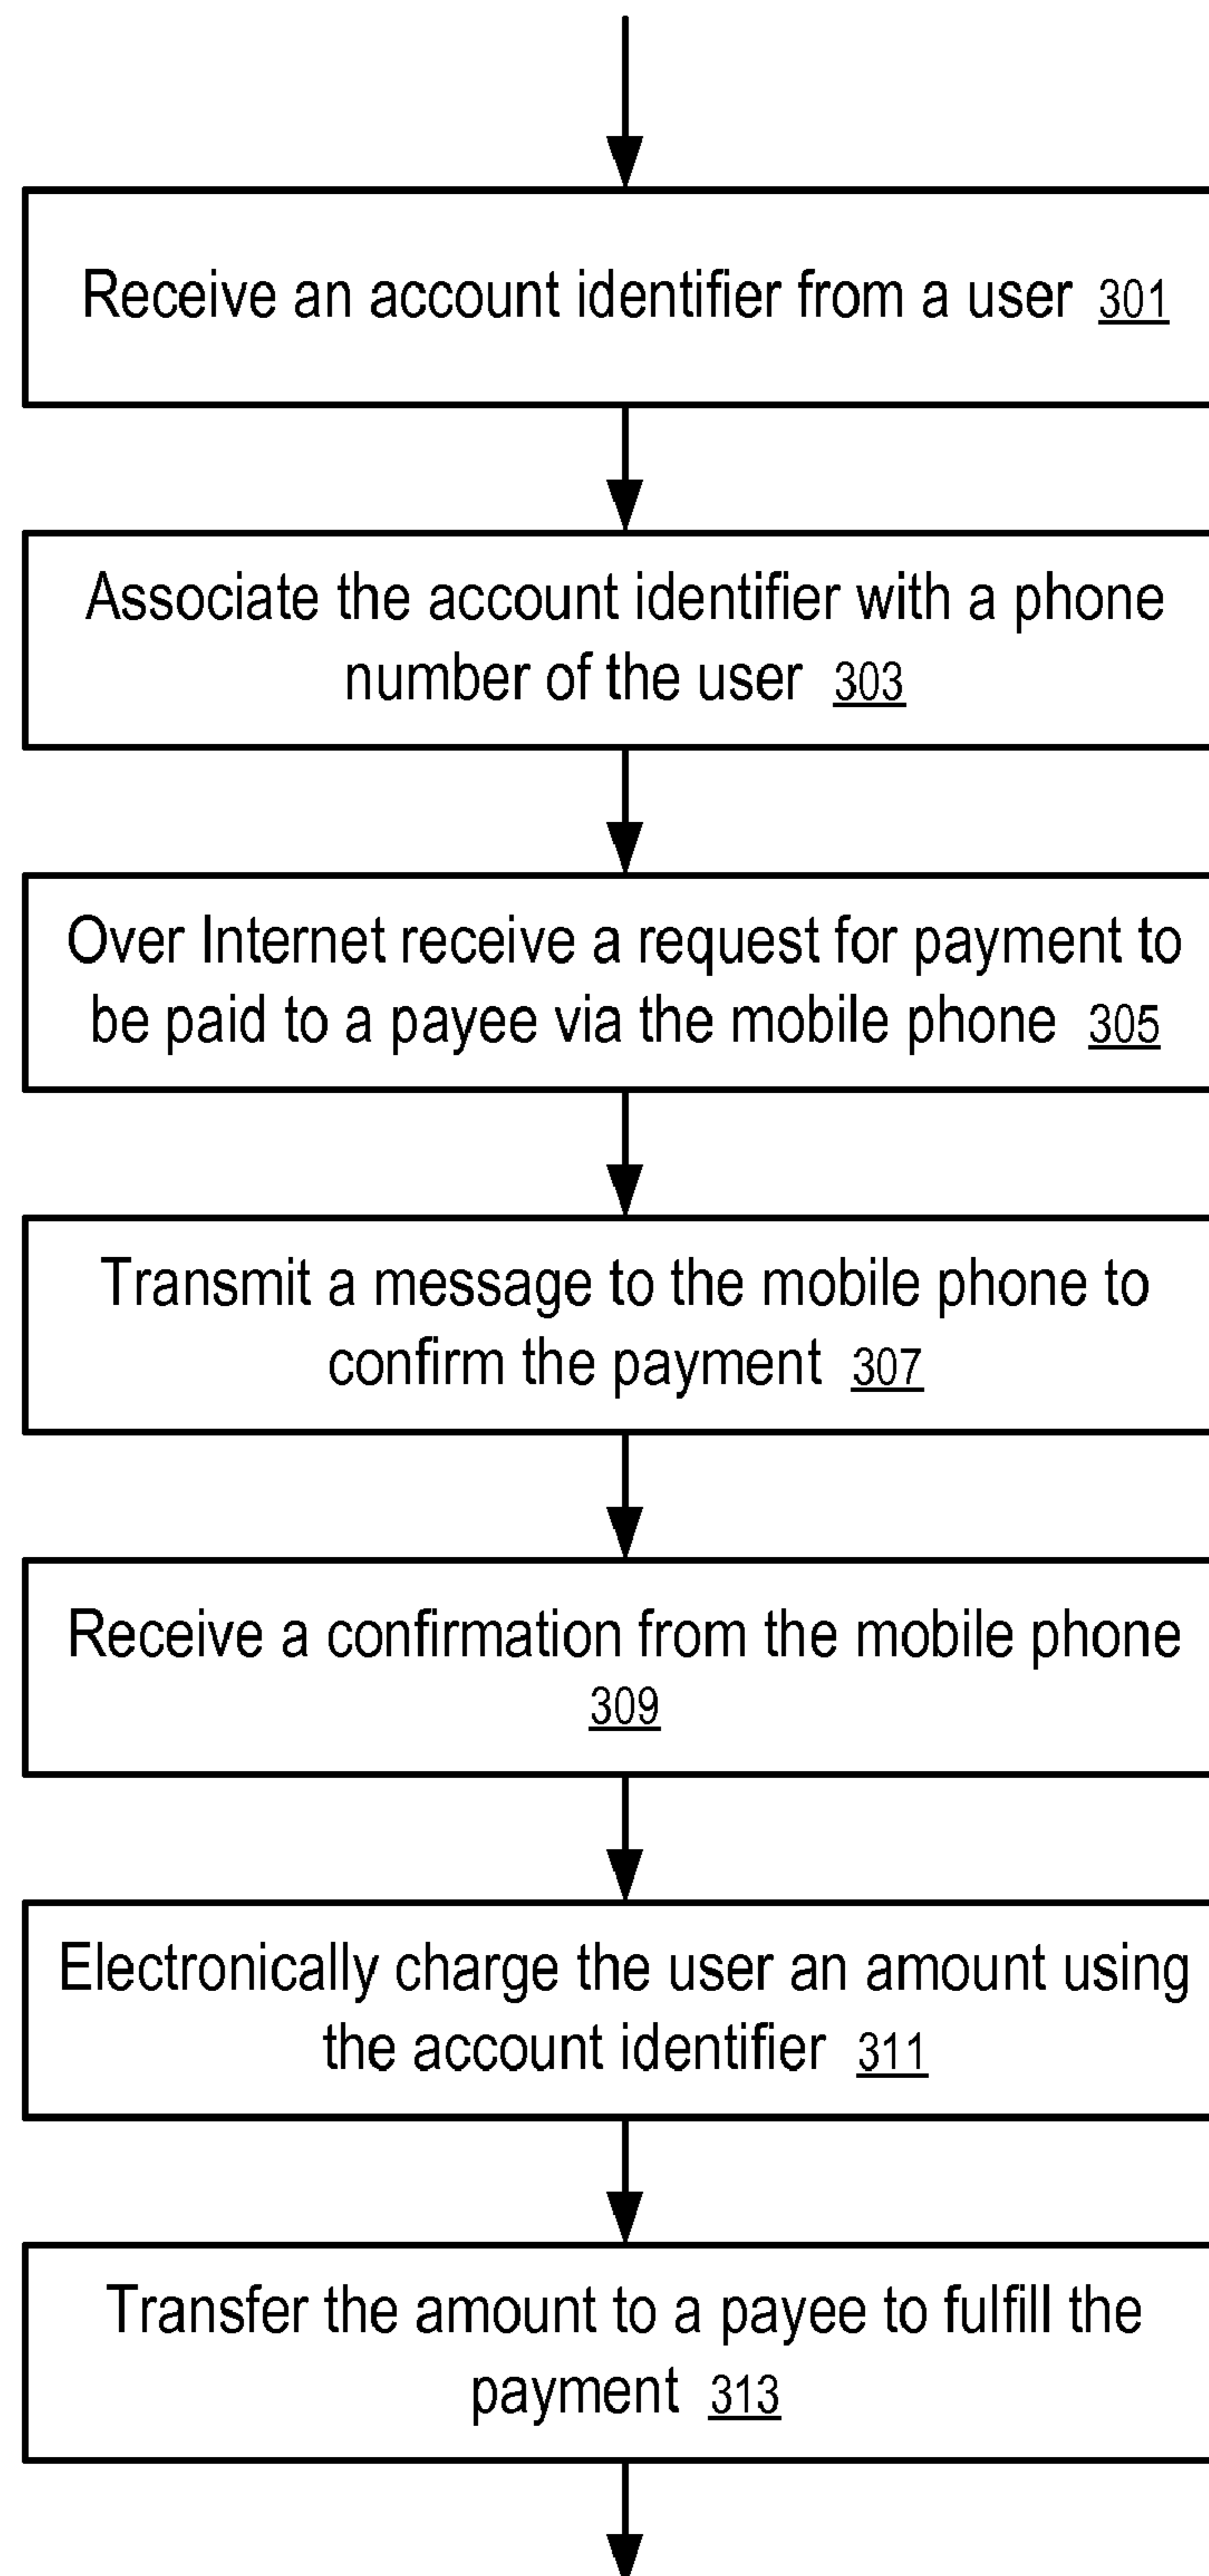 Receive an account identifier from a user 301
Associate the account identifier with a phone
number of the user 303
Over Internet receive a request for payment to
be paid to a payee via the mobile phone 305
Transmit a message to the mobile phone to
confirm the payment 307
Receive a confirmation from the mobile phone
309
Electronically charge the user an amount using
the account identifier 311
Transfer the amount to a payee to fulfill the
payment 313